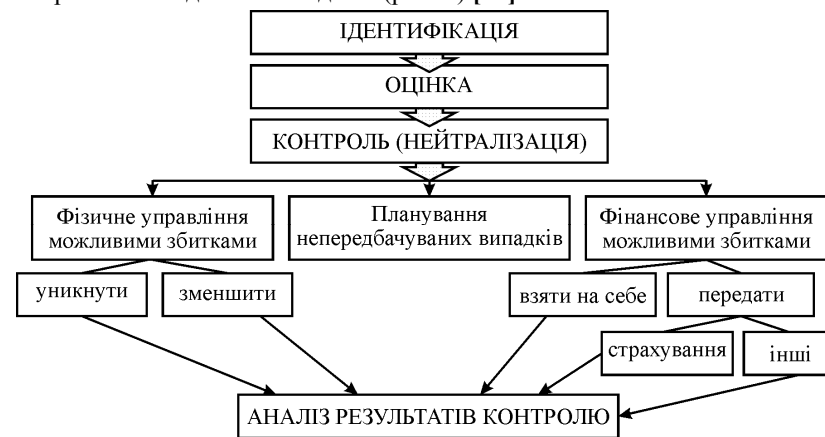 ІДЕНТИФІКАЦІЯ
ОЦІНКА
КОНТРОЛЬ (НЕЙТРАЛІЗАЦІЯ)
Фізичне управління
можливими збитками
Планування
непередбачуваних випадків
Фінансове управління
можливими збитками
уникнути
зменшити
взяти на себе
передати
страхування
інші
АНАЛІЗ РЕЗУЛЬТАТІВ КОНТРОЛЮ